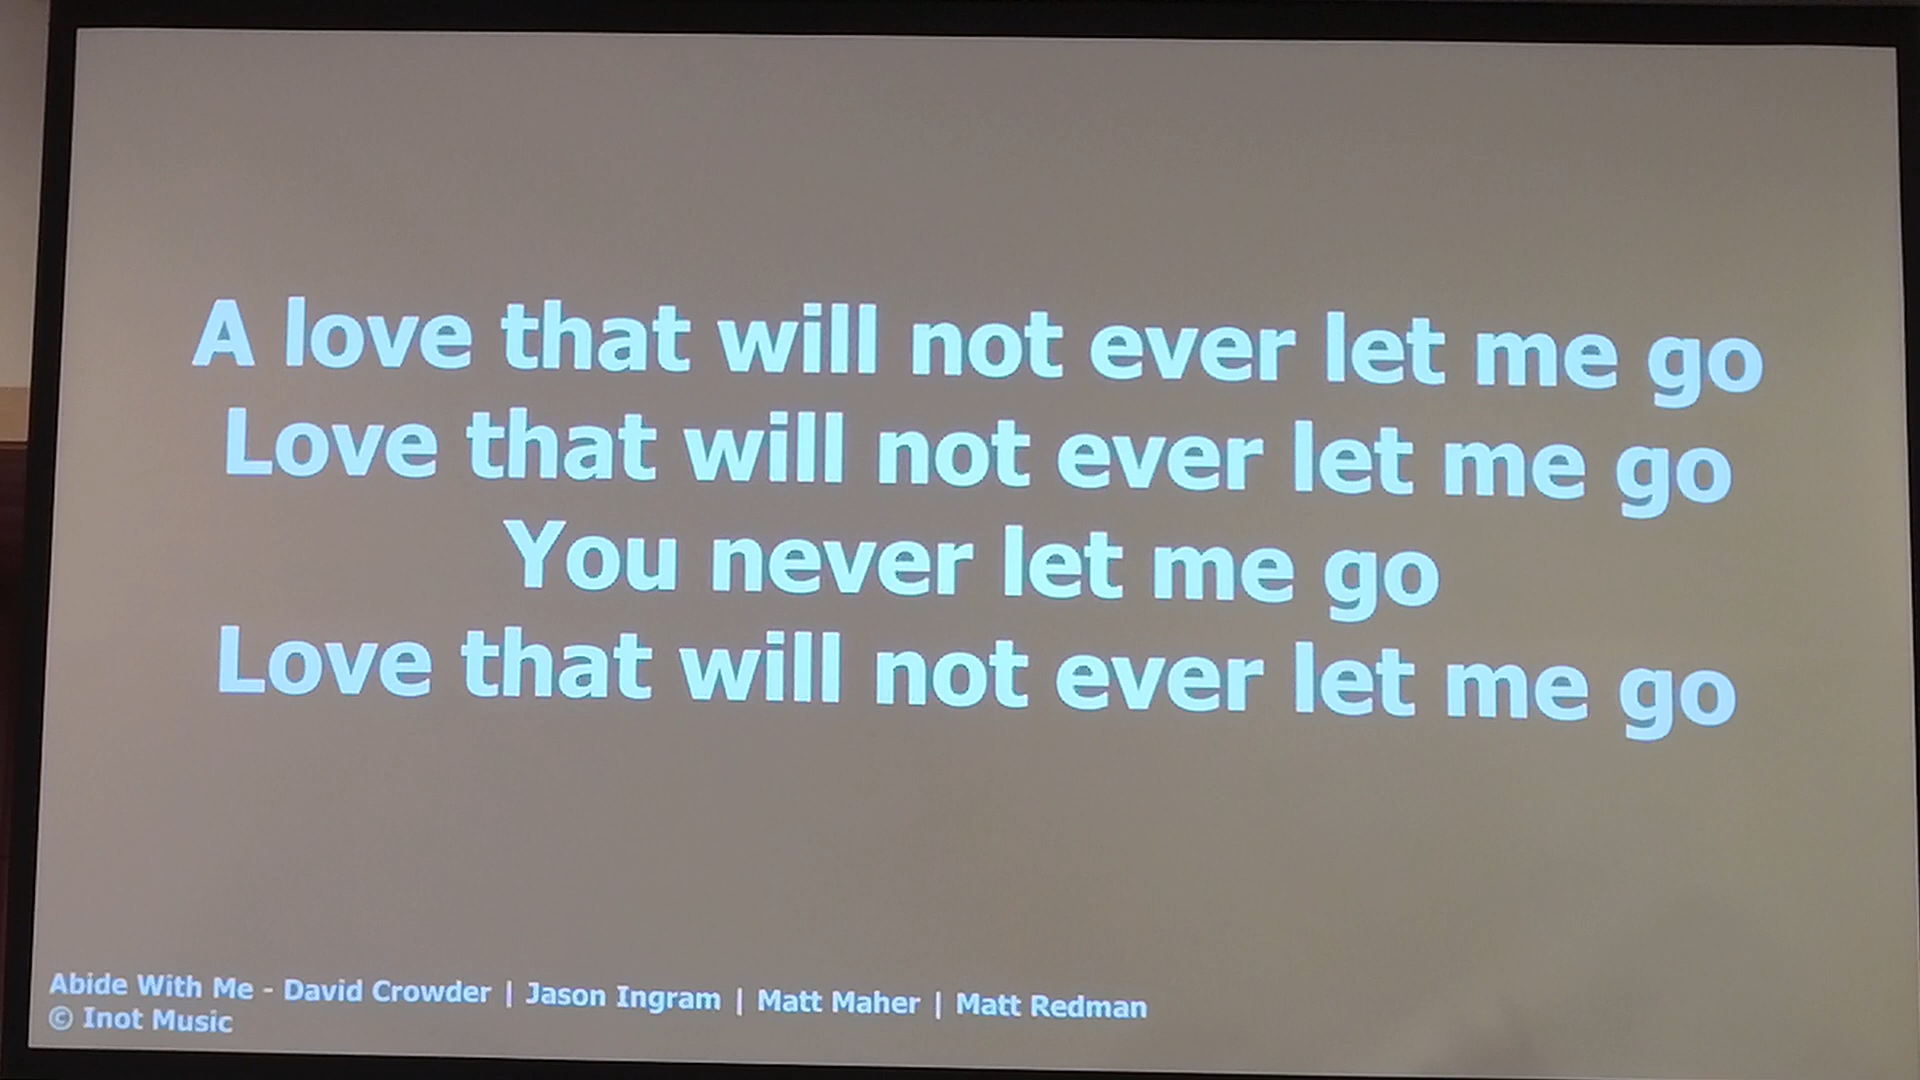 A love that will not ever let me go
Love that will not ever let me go
You never let me go
Love that will not ever let me go
Abide With Me - David Crowder | Jason Ingram | Matt Maher | Matt Redman
© Inot Music